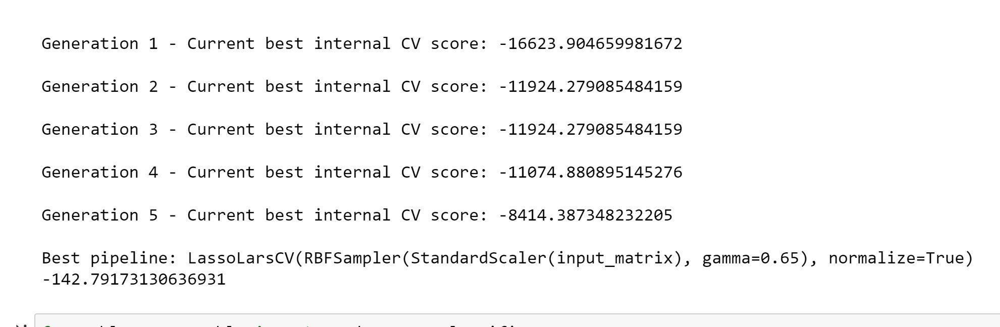 Generation 1 - Current best internal CV score: -16623.904659981672
Generation 2 - Current best internal CV score: -11924.279085484159
Generation 3 - Current best internal CV score: -11924.279085484159
Generation 4 - Current best internal CV score: -11074.880895145276
Generation 5 - Current best internal CV score: -8414.387348232205
Best pipeline: LassoLarsCV(RBFSampler(StandardScaler(input_matrix), gamma=0.65), normalize=True)
-142.79173130636931